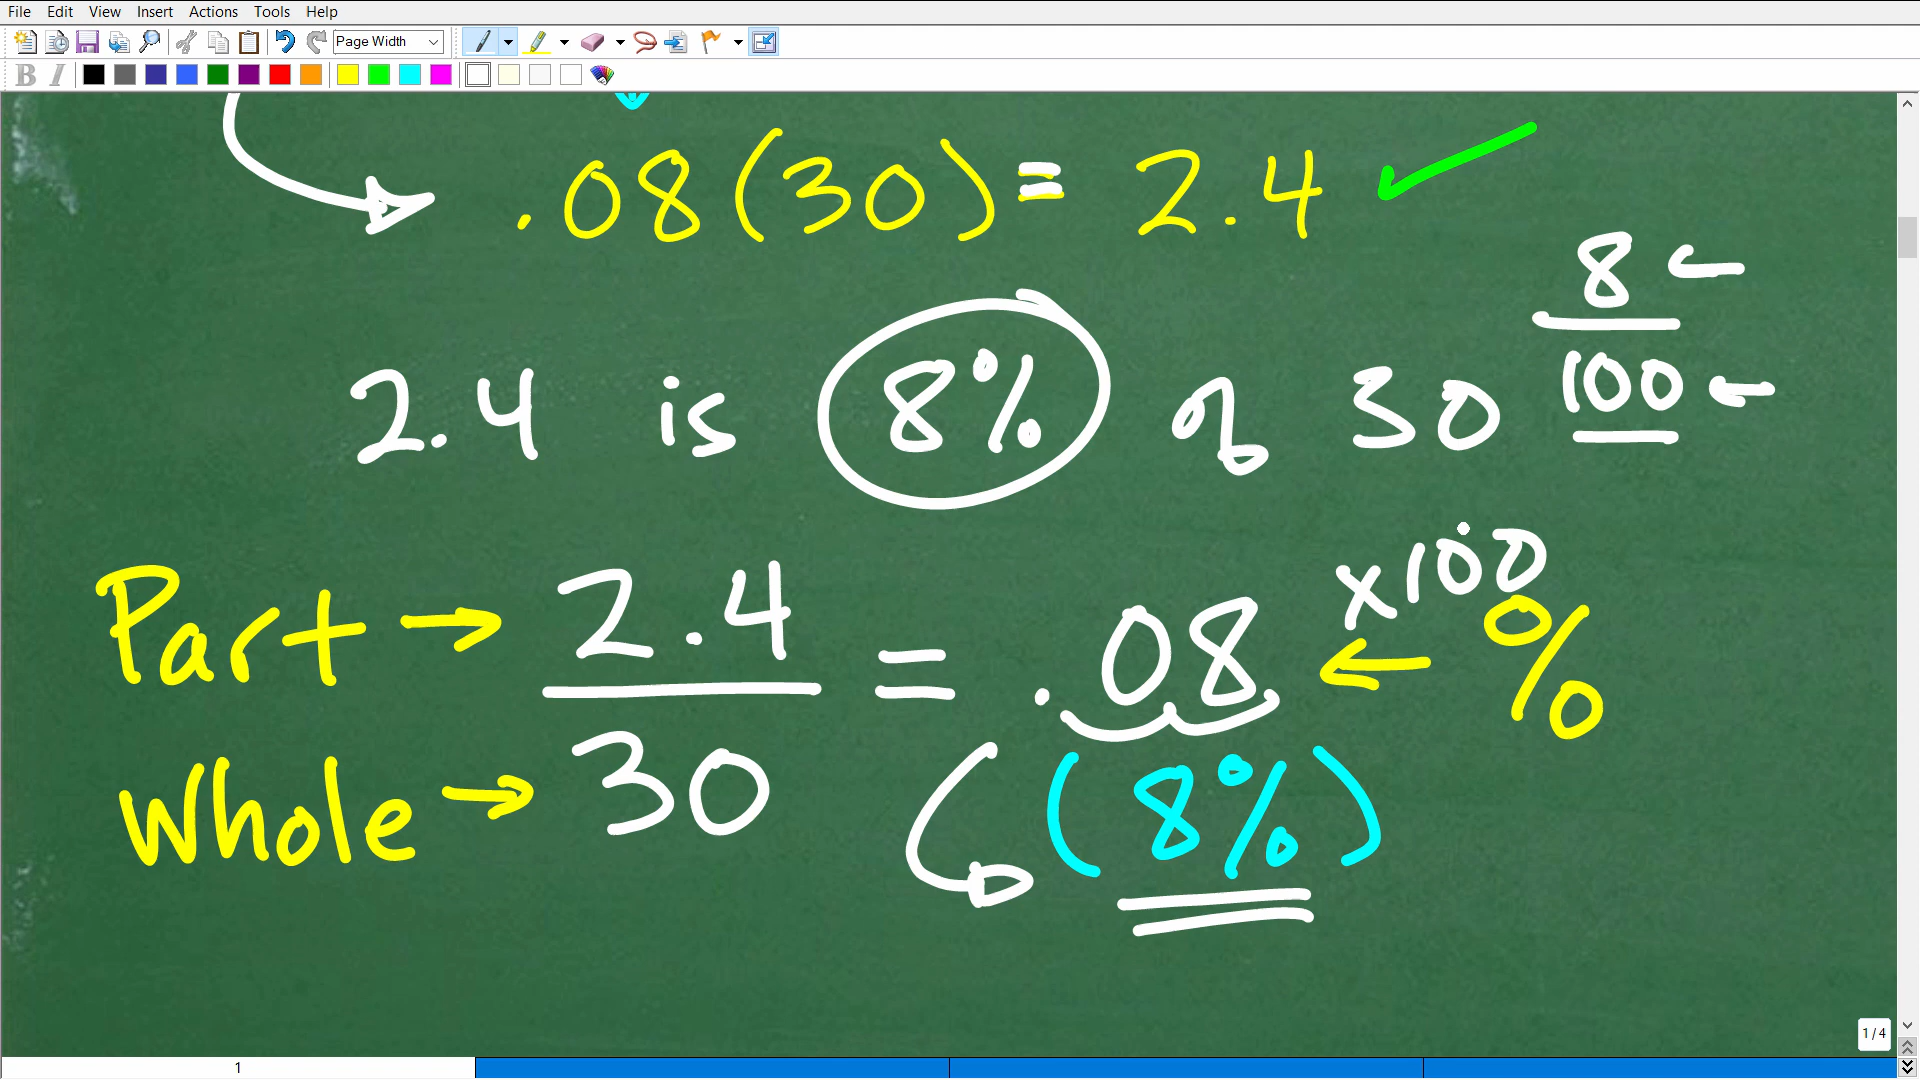 File Edit View Insert Actions Tools Help
Page Width
B I
.08(30) = 2.4
8
100
2.4 is 8% of 30
Part → 2.4
Whole → 30
= .08 ← %
x100
(8%)
1 / 4
1